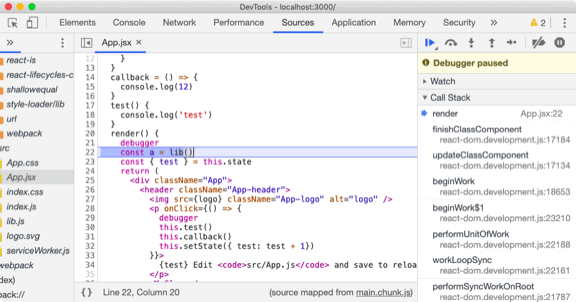 DevTools - localhost:3000/
Elements Console Network Performance Sources Application Memory Security » 2
» App.jsx ×
react-is
react-lifecycles-c
shallowequal
style-loader/lib
url
webpack
src
App.css
App.jsx
index.css
index.js
lib.js
logo.svg
serviceWorker.js
webpack
dex)
12 }
13 }
14 callback = () => {
15 console.log(12)
16 }
17 test() {
18 console.log('test')
19 }
20 render() {
21 debugger
22 const a = lib()
23 const { test } = this.state
24 return (
25 <div className="App">
26 <header className="App-header">
27 <img src={logo} className="App-logo" alt="logo" />
28 <p onClick={() => {
29 debugger
30 this.test()
31 this.callback()
32 this.setState({ test: test + 1})
33 }}>
34 {test} Edit <code>src/App.js</code> and save to reloa
35 </p>
{} Line 22, Column 20 (source mapped from main.chunk.js)
Debugger paused
Watch
Call Stack
render App.jsx:22
finishClassComponent
react-dom.development.js:17184
updateClassComponent
react-dom.development.js:17134
beginWork
react-dom.development.js:18653
beginWork$1
react-dom.development.js:23210
performUnitOfWork
react-dom.development.js:22188
workLoopSync
react-dom.development.js:22161
performSyncWorkOnRoot
react-dom.development.js:21787